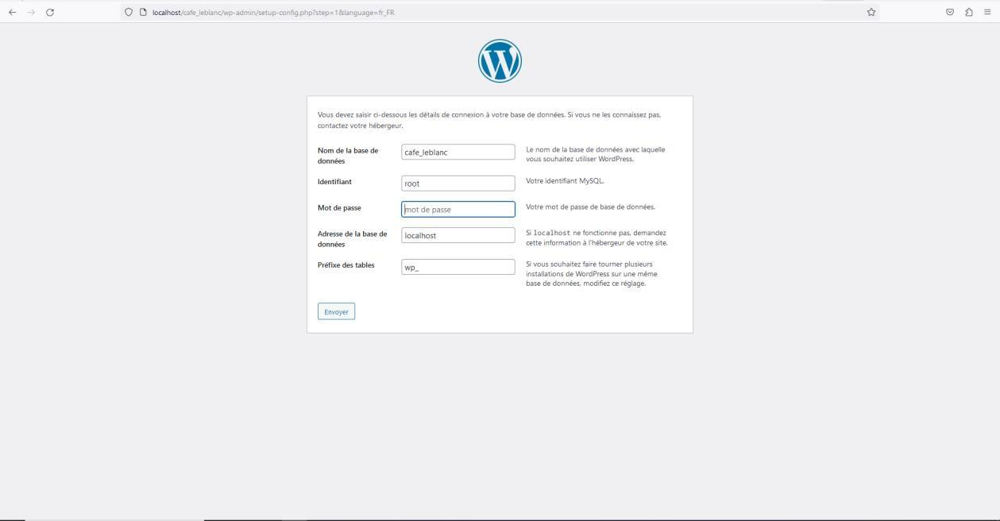 localhost/cafe_leblanc/wp-admin/setup-config.php?step=1&language=fr_FR
Vous devez saisir ci-dessous les détails de connexion à votre base de données. Si vous ne les connaissez pas,
contactez votre hébergeur.
Nom de la base de
données
cafe_leblanc
Le nom de la base de données avec laquelle
vous souhaitez utiliser WordPress.
Identifiant
root
Votre identifiant MySQL.
Mot de passe
mot de passe
Votre mot de passe de base de données.
Adresse de la base de
données
localhost
Si localhost ne fonctionne pas, demandez
cette information à l'hébergeur de votre site.
Préfixe des tables
wp_
Si vous souhaitez faire tourner plusieurs
installations de WordPress sur une même
base de données, modifiez ce réglage.
Envoyer